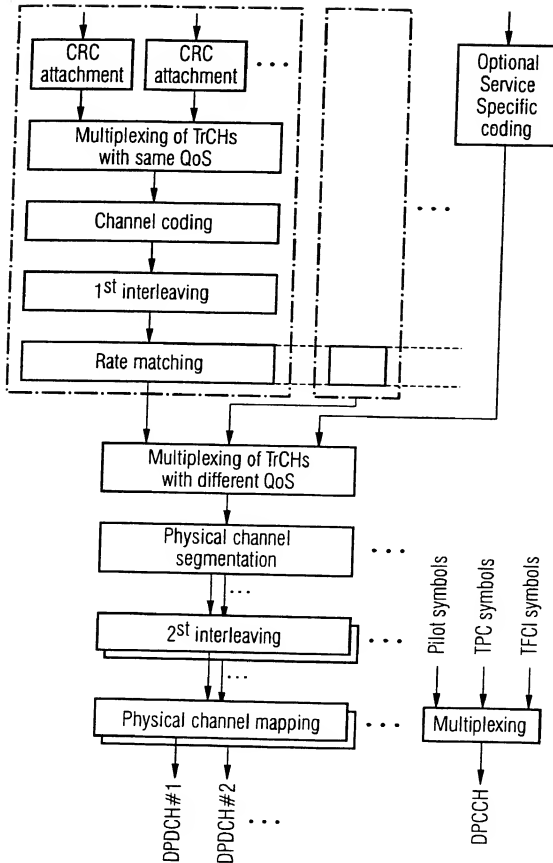 CRC
attachment
CRC
attachment
. . .
Optional
Service
Specific
coding
Multiplexing of TrCHs
with same QoS
Channel coding
. . .
1st interleaving
Rate matching
Multiplexing of TrCHs
with different QoS
Physical channel
segmentation
. . .
. . .
2st interleaving
. . .
. . .
Physical channel mapping
. . .
Pilot symbols
TPC symbols
TFCI symbols
Multiplexing
DPDCH#1
DPDCH#2
. . .
DPCCH